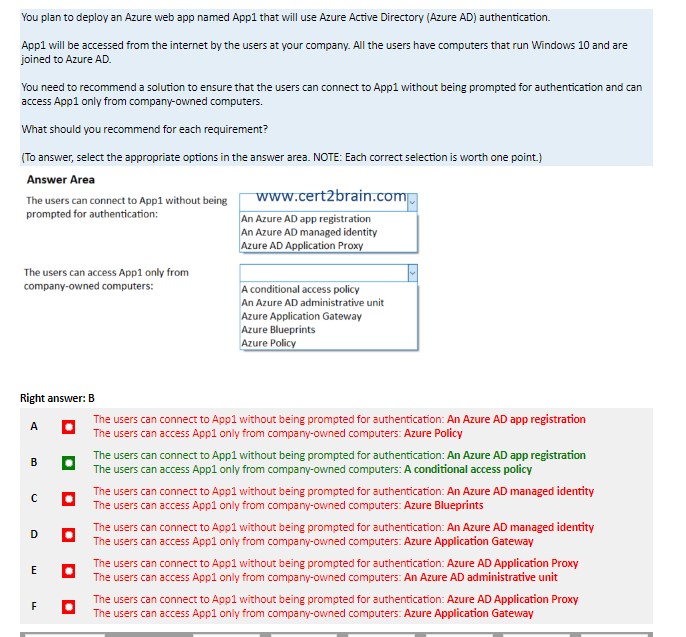 You plan to deploy an Azure web app named App1 that will use Azure Active Directory (Azure AD) authentication.
App1 will be accessed from the internet by the users at your company. All the users have computers that run Windows 10 and are
joined to Azure AD.
You need to recommend a solution to ensure that the users can connect to App1 without being prompted for authentication and can
access App1 only from company-owned computers.
What should you recommend for each requirement?
(To answer, select the appropriate options in the answer area. NOTE: Each correct selection is worth one point.)
Answer Area
The users can connect to App1 without being
prompted for authentication:
www.cert2brain.com
An Azure AD app registration
An Azure AD managed identity
Azure AD Application Proxy
The users can access App1 only from
company-owned computers:
A conditional access policy
An Azure AD administrative unit
Azure Application Gateway
Azure Blueprints
Azure Policy
Right answer: B
A
The users can connect to App1 without being prompted for authentication: An Azure AD app registration
The users can access App1 only from company-owned computers: Azure Policy
B
The users can connect to App1 without being prompted for authentication: An Azure AD app registration
The users can access App1 only from company-owned computers: A conditional access policy
C
The users can connect to App1 without being prompted for authentication: An Azure AD managed identity
The users can access App1 only from company-owned computers: Azure Blueprints
D
The users can connect to App1 without being prompted for authentication: An Azure AD managed identity
The users can access App1 only from company-owned computers: Azure Application Gateway
E
The users can connect to App1 without being prompted for authentication: Azure AD Application Proxy
The users can access App1 only from company-owned computers: An Azure AD administrative unit
F
The users can connect to App1 without being prompted for authentication: Azure AD Application Proxy
The users can access App1 only from company-owned computers: Azure Application Gateway